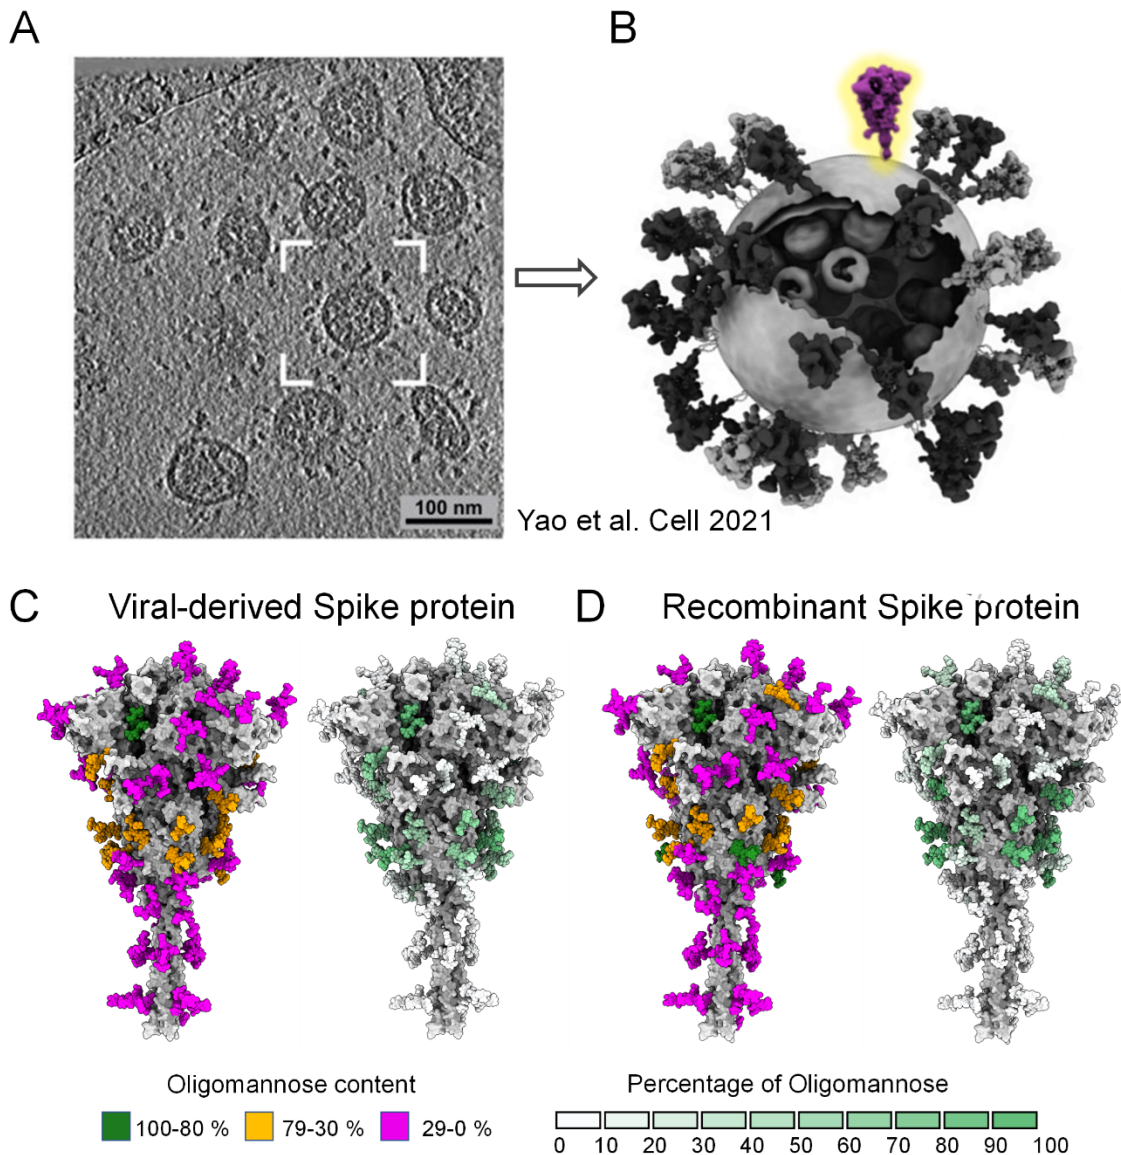 A
B
100 nm
Yao et al. Cell 2021
C Viral-derived Spike protein
D Recombinant Spike protein
Oligomannose content
100-80 %
79-30 %
29-0 %
Percentage of Oligomannose
0 10 20 30 40 50 60 70 80 90 100